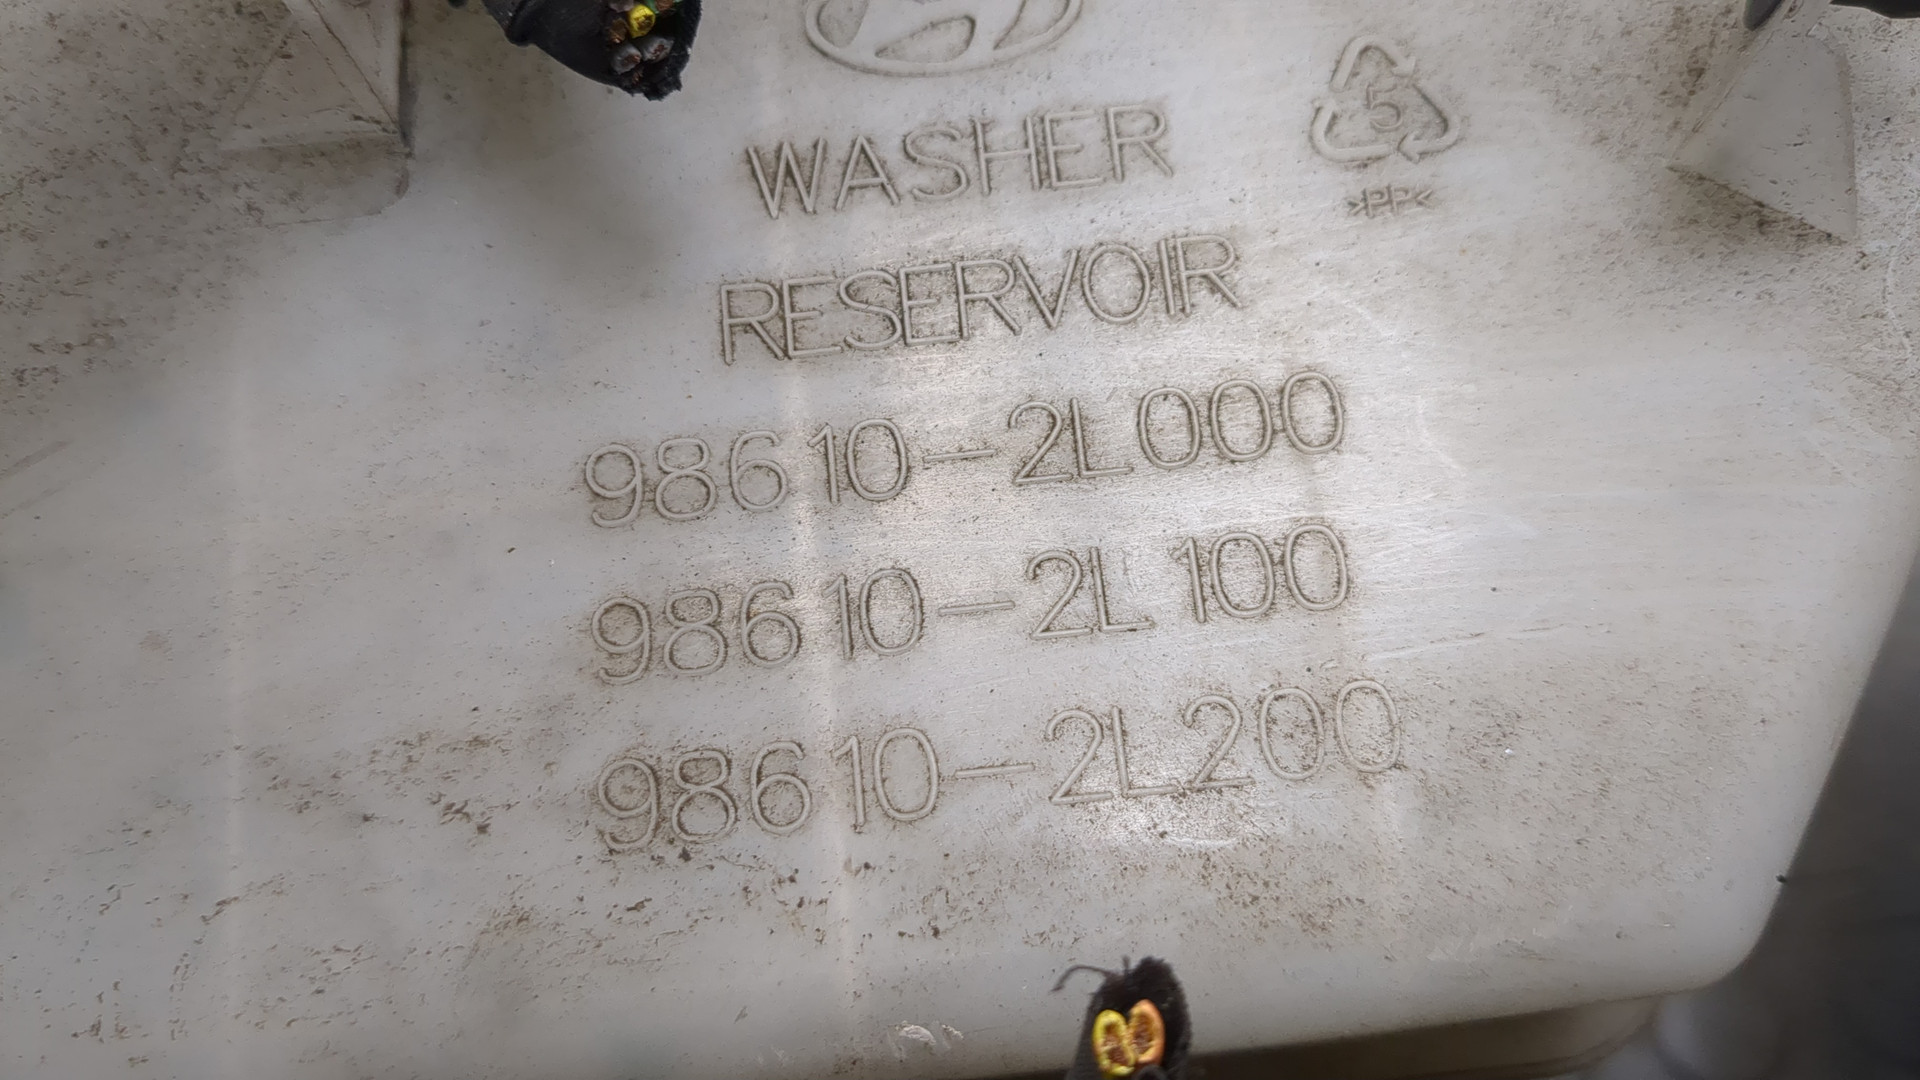 WASHER
5
>PP<
RESERVOIR
98610-2L000
98610-2L100
98610-2L200